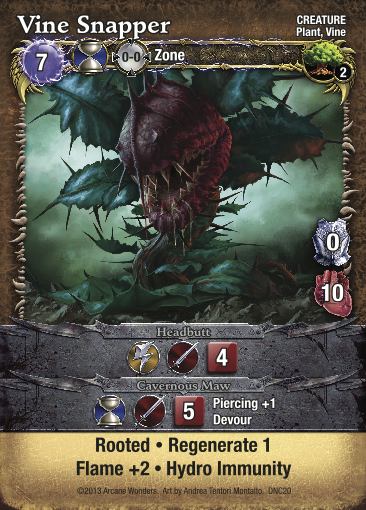 Vine Snapper
CREATURE
Plant, Vine
7
0-0
Zone
2
0
10
Headbutt
4
Cavernous Maw
5
Piercing +1
Devour
Rooted • Regenerate 1
Flame +2 • Hydro Immunity
©2013 Arcane Wonders. Art by Andrea Tentori Montalto. DNC20